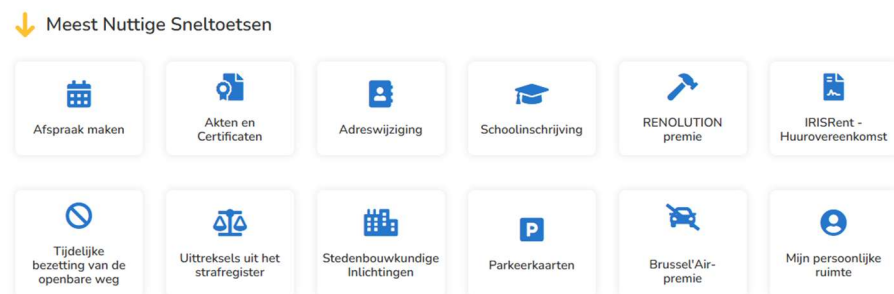 Meest Nuttige Sneltoetsen
Afspraak maken
Akten en
Certificaten
Adreswijziging
Schoolinschrijving
RENOLUTION
premie
IRISRent -
Huurovereenkomst
Tijdelijke
bezetting van de
openbare weg
Uittreksels uit het
strafregister
Stedenbouwkundige
Inlichtingen
P
Parkeerkaarten
Brussel'Air-
premie
Mijn persoonlijke
ruimte